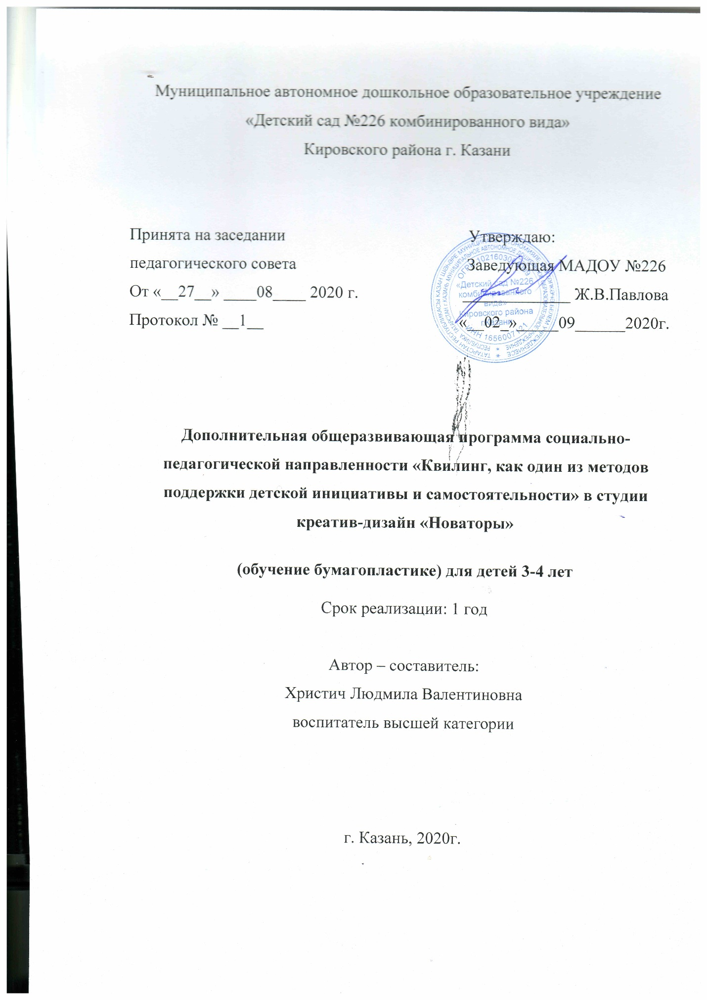 Муниципальное автономное дошкольное образовательное учреждение
«Детский сад №226 комбинированного вида»
Кировского района г. Казани
Принята на заседании
педагогического совета
От «__27__» ____08____ 2020 г.
Протокол № __1__
Утверждаю:
Заведующая МАДОУ №226
_____________ Ж.В.Павлова
«__02_»_____09______2020г.
«Детский сад №226
комбинированного
вида»
Кировского района
г.Казани
ИНН 1656007121
Дополнительная общеразвивающая программа социально-
педагогической направленности «Квилинг, как один из методов
поддержки детской инициативы и самостоятельности» в студии
креатив-дизайн «Новаторы»
(обучение бумагопластике) для детей 3-4 лет
Срок реализации: 1 год
Автор – составитель:
Христич Людмила Валентиновна
воспитатель высшей категории
г. Казань, 2020г.